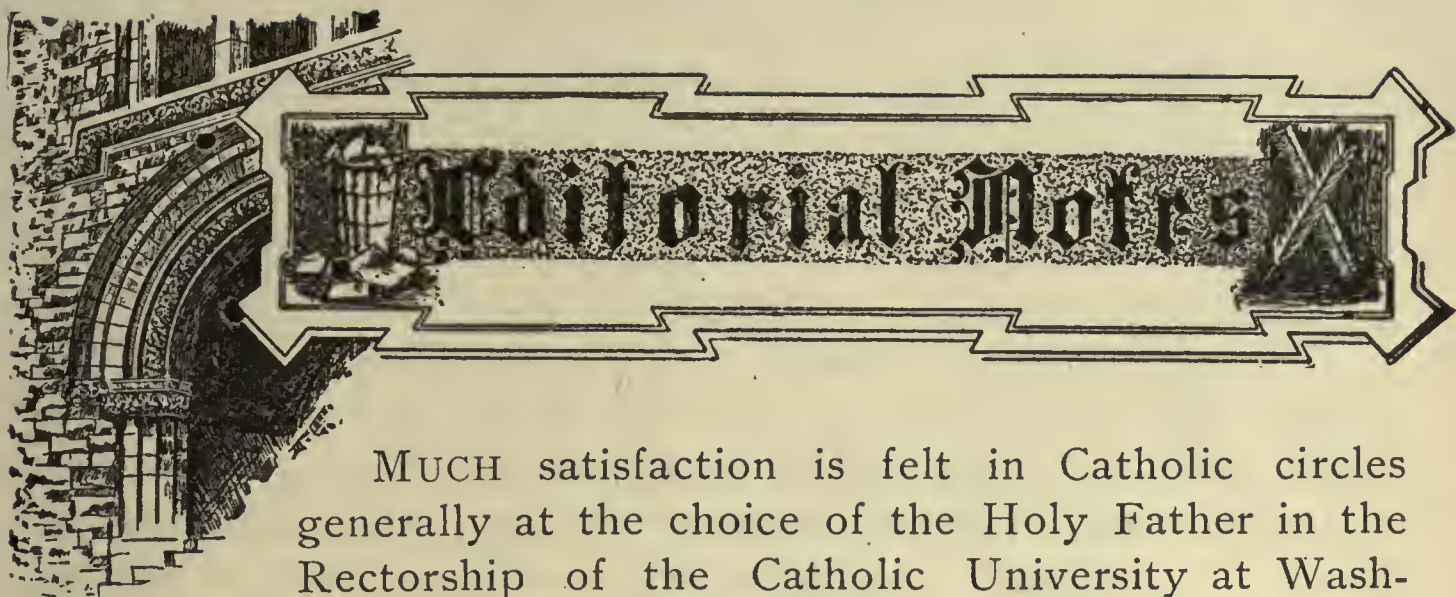 Editorial Notes
MUCH satisfaction is felt in Catholic circles
generally at the choice of the Holy Father in the
Rectorship of the Catholic University at Wash-